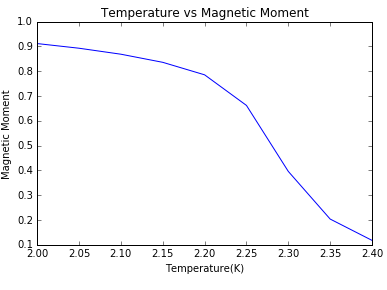 Temperature vs Magnetic Moment
1.0
0.9
0.8
0.7
0.6
0.5
0.4
0.3
0.2
0.1
Magnetic Moment
2.00 2.05 2.10 2.15 2.20 2.25 2.30 2.35 2.40
Temperature(K)